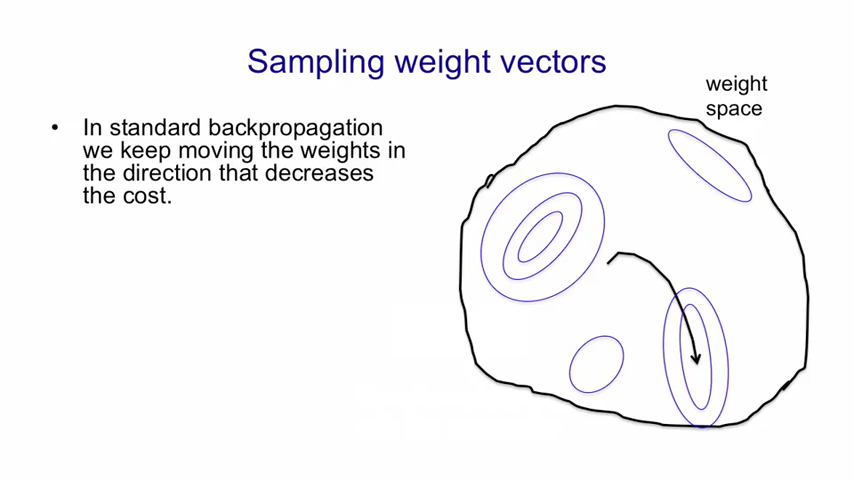 Sampling weight vectors
weight
space
• In standard backpropagation
we keep moving the weights in
the direction that decreases
the cost.